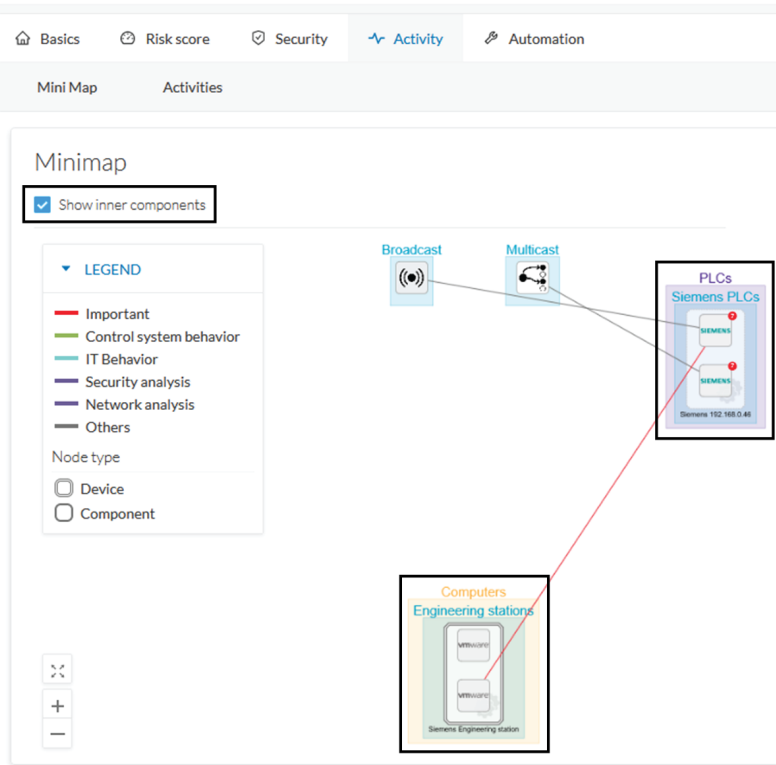 Basics Risk score Security Activity Automation
Mini Map Activities
Minimap
Show inner components
LEGEND
Important
Control system behavior
IT Behavior
Security analysis
Network analysis
Others
Node type
Device
Component
Broadcast
Multicast
PLCs
Siemens PLCs
SIEMENS
SIEMENS
Siemens 192.168.0.46
Computers
Engineering stations
vmware
vmware
Siemens Engineering station